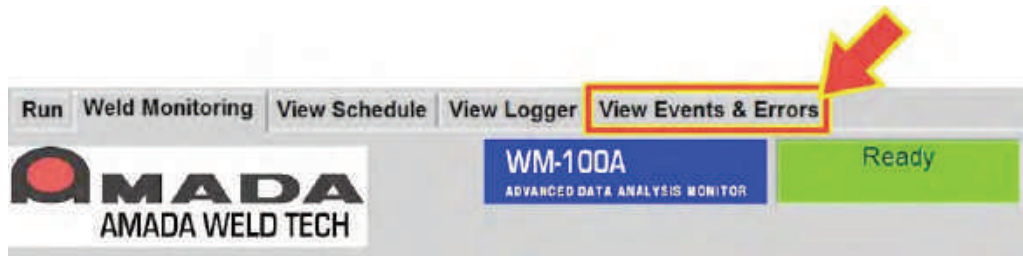 Run Weld Monitoring View Schedule View Logger View Events & Errors
AMADA
AMADA WELD TECH
WM-100A
ADVANCED DATA ANALYSIS MONITOR
Ready